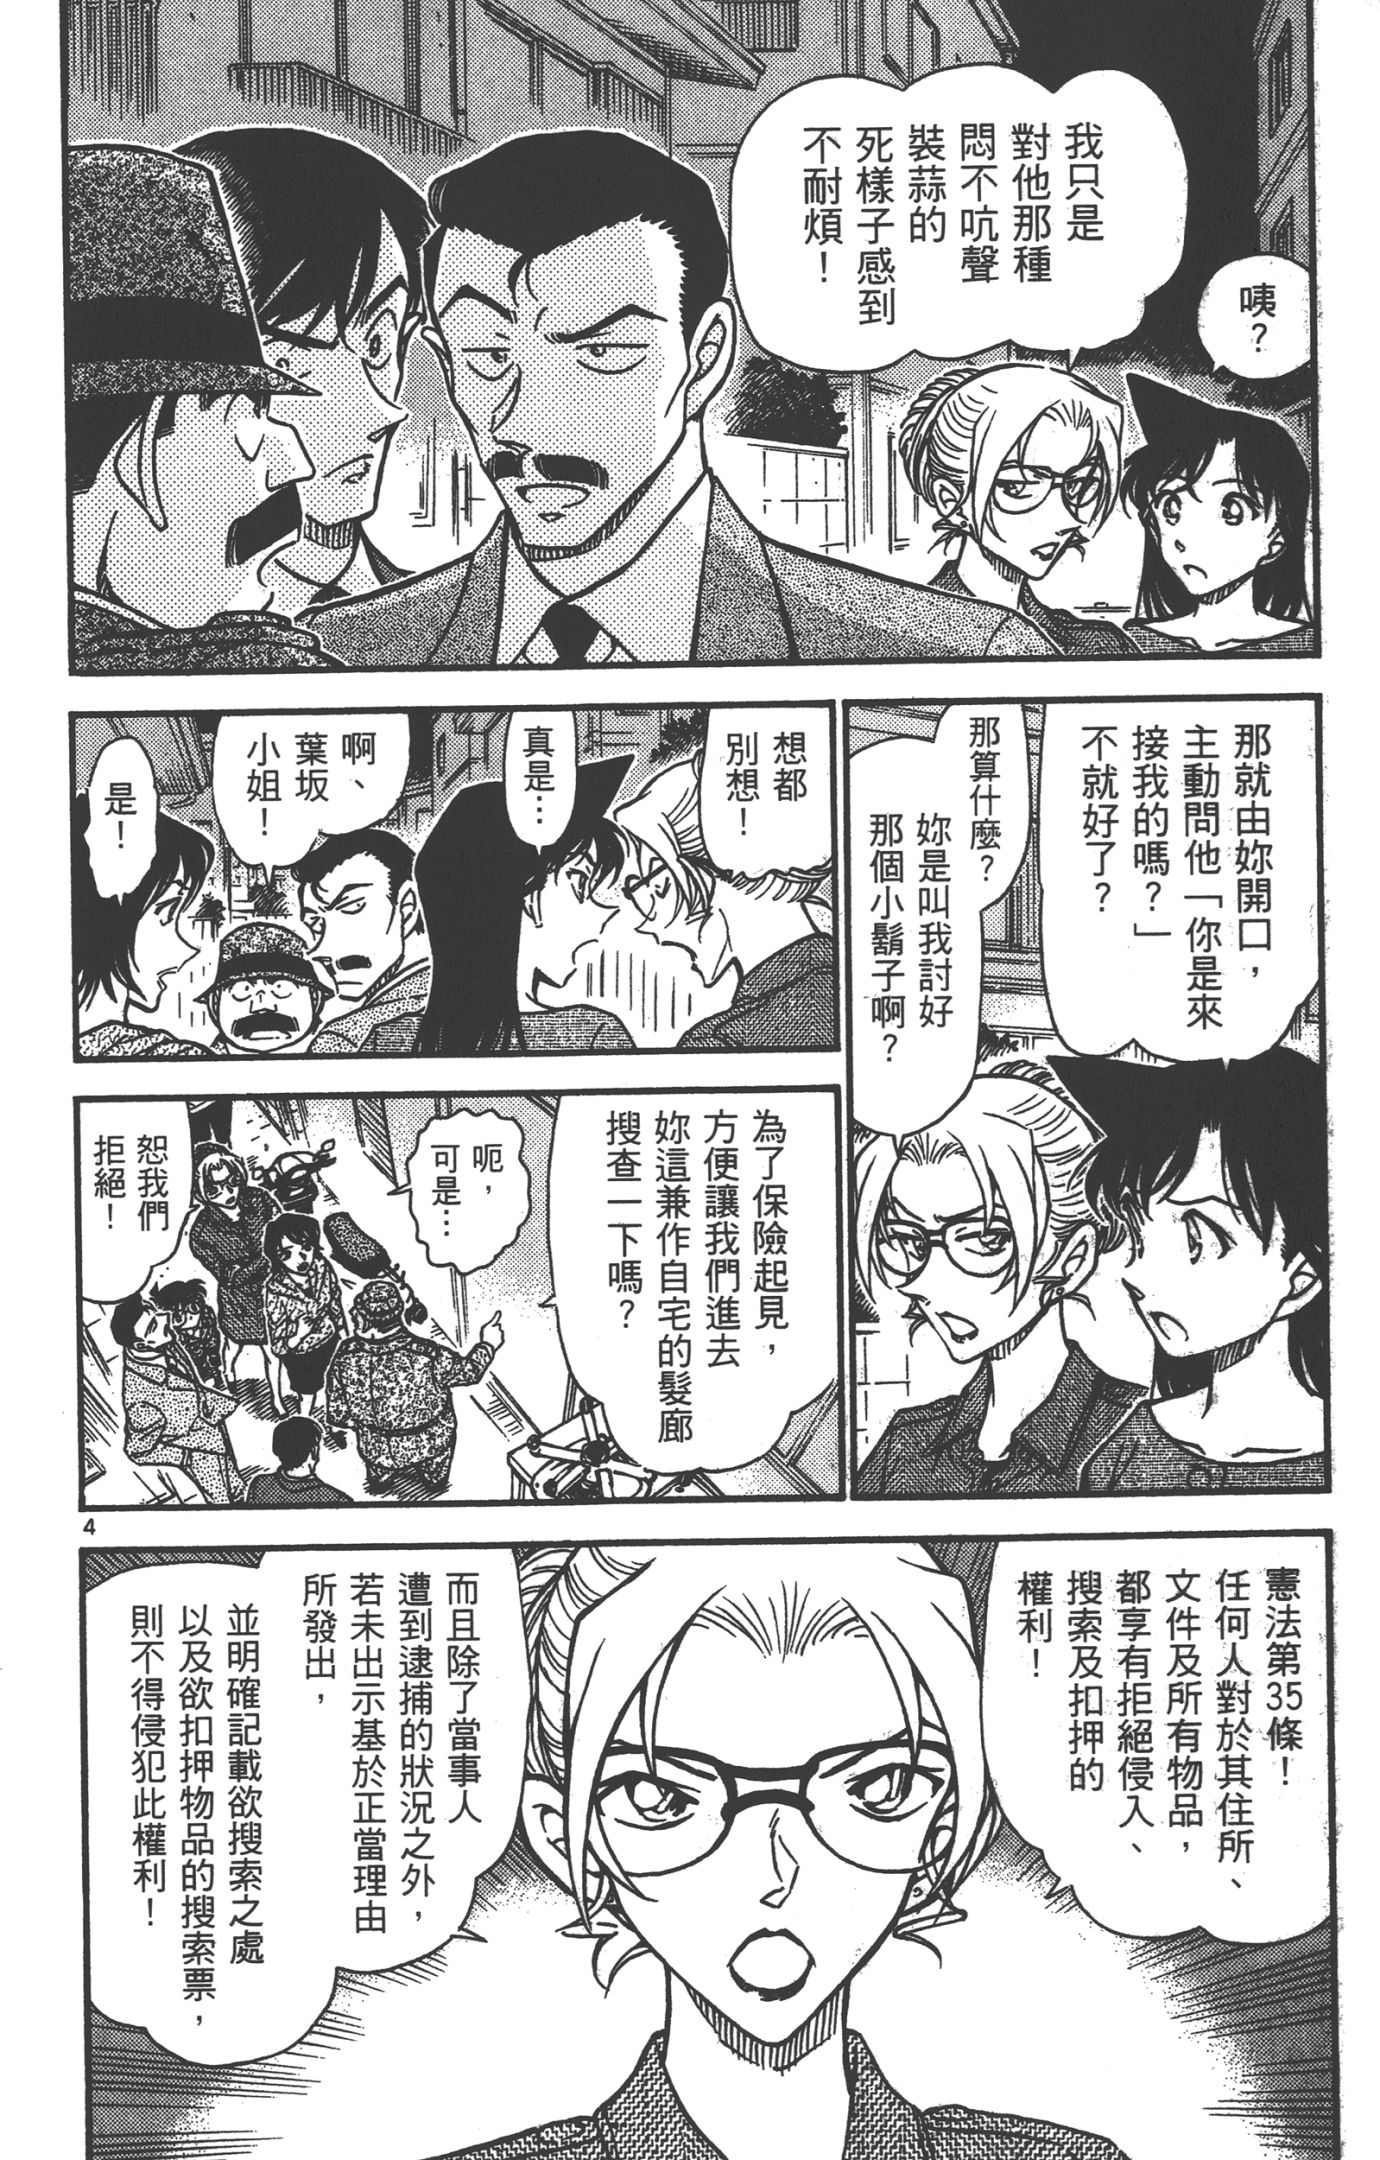 我只是
對他那種
悶不吭聲
裝蒜的
死樣子感到
不耐煩！
咦？
那就由妳開口，
主動問他「你是來
接我的嗎？」
不就好了？
那算什麼？
妳是叫我討好
那個小鬍子啊？
想都
別想！
真是…
啊、
葉坂
小姐！
是！
為了保險起見，
方便讓我們進去
妳這兼作自宅的髮廊
搜查一下嗎？
呃，
可是…
恕我們
拒絕！
4
憲法第35條！
任何人對於其住所、
文件及所有物品，
都享有拒絕侵入、
搜索及扣押的
權利！
而且除了當事人
遭到逮捕的狀況之外，
若未出示基於正當理由
所發出，
並明確記載欲搜索之處
以及欲扣押物品的搜索票，
則不得侵犯此權利！